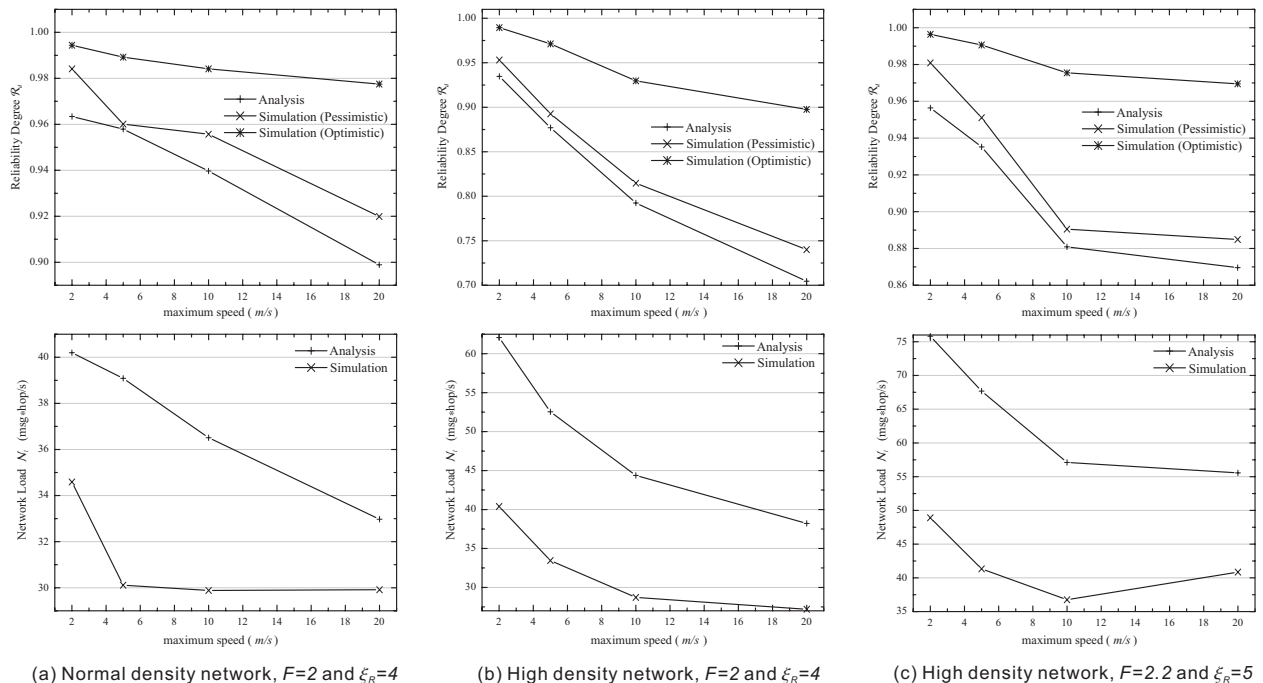 1.00
0.98
0.96
0.94
0.92
0.90
Reliability Degree 𝓡ₐ
Analysis
Simulation (Pessimistic)
Simulation (Optimistic)
2 4 6 8 10 12 14 16 18 20
maximum speed ( m/s )
1.00
0.95
0.90
0.85
0.80
0.75
0.70
Reliability Degree 𝓡ₐ
Analysis
Simulation (Pessimistic)
Simulation (Optimistic)
2 4 6 8 10 12 14 16 18 20
maximum speed ( m/s )
1.00
0.98
0.96
0.94
0.92
0.90
0.88
0.86
Reliability Degree 𝓡ₐ
Analysis
Simulation (Pessimistic)
Simulation (Optimistic)
2 4 6 8 10 12 14 16 18 20
maximum speed ( m/s )
40
38
36
34
32
30
Network Load 𝒩ₗ (msg*hop/s)
Analysis
Simulation
2 4 6 8 10 12 14 16 18 20
maximum speed ( m/s )
60
55
50
45
40
35
30
Network Load 𝒩ₗ (msg*hop/s)
Analysis
Simulation
2 4 6 8 10 12 14 16 18 20
maximum speed ( m/s )
75
70
65
60
55
50
45
40
35
Network Load 𝒩ₗ (msg*hop/s)
Analysis
Simulation
2 4 6 8 10 12 14 16 18 20
maximum speed ( m/s )
(a) Normal density network, F=2 and ξ_R=4
(b) High density network, F=2 and ξ_R=4
(c) High density network, F=2.2 and ξ_R=5